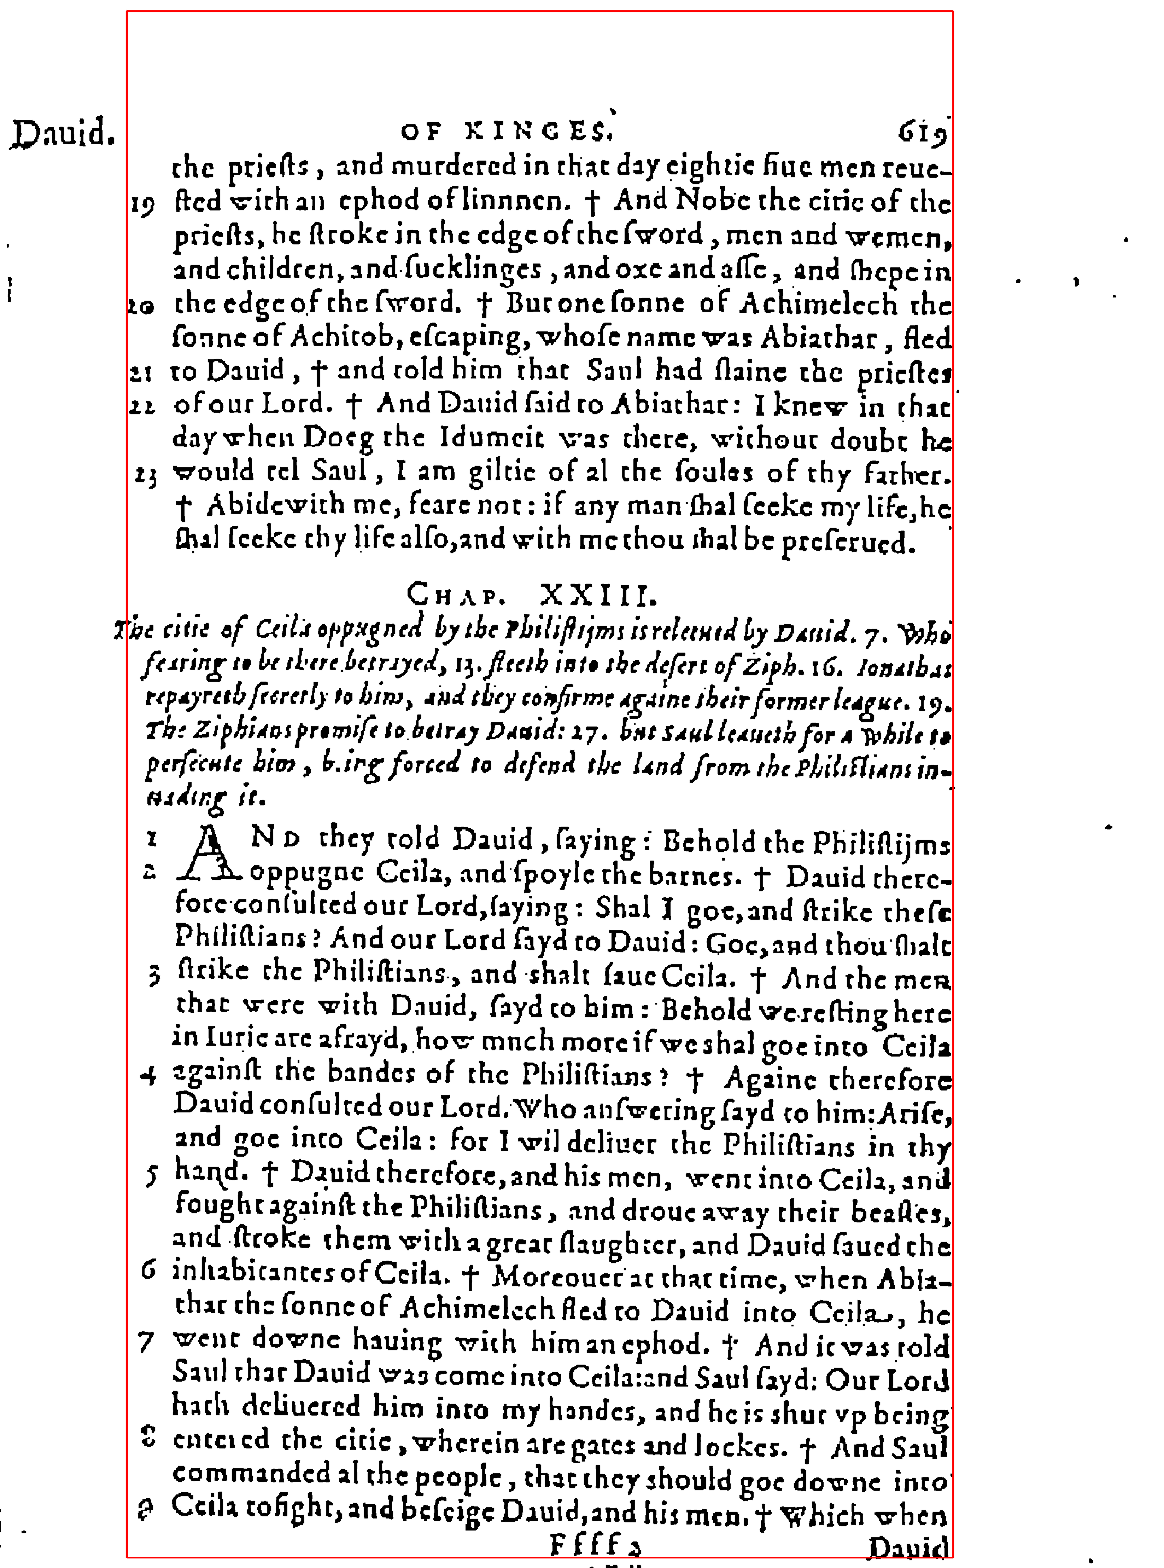 Dauid. OF KINGES. 619
the prieſts, and murdered in that day eightie fiue men reue-
19 ſted with an ephod of linnnen. † And Nobe the citie of the
prieſts, he ſtroke in the edge of the ſword, men and wemen,
and children, and ſucklinges, and oxe and aſſe, and ſhepe in
20 the edge of the ſword. † But one ſonne of Achimelech the
ſonne of Achitob, eſcaping, whoſe name was Abiathar, fled
21 to Dauid, † and told him that Saul had ſlaine the prieſtes
22 of our Lord. † And Dauid ſaid to Abiathar: I knew in that
day when Doeg the Idumeit was there, without doubt he
23 would tel Saul, I am giltie of al the ſoules of thy father.
† Abide with me, feare not: if any man ſhal ſeeke my life, he
ſhal ſeeke thy life alſo, and with me thou ſhal be preſerued.
CHAP. XXIII.
The citie of Ceila oppugned by the Philiſtijms is releeued by Dauid. 7. Who
fearing to be there betrayed, 13. fleeth into the deſert of Ziph. 16. Ionathas
repayreth ſecretly to him, and they confirme againe their former league. 19.
The Ziphians promiſe to betray Dauid: 27. but Saul leaueth for a while to
perſecute him, being forced to defend the land from the Philiſtians in-
uading it.
1 AND they told Dauid, ſaying: Behold the Philiſtijms
2 oppugne Ceila, and ſpoyle the barnes. † Dauid there-
fore conſulted our Lord, ſaying: Shal I goe, and ſtrike theſe
Philiſtians? And our Lord ſayd to Dauid: Goe, and thou ſhalt
3 ſtrike the Philiſtians, and shalt ſaue Ceila. † And the men
that were with Dauid, ſayd to him: Behold we reſting here
in Iurie are afrayd, how mnch more if we shal goe into Ceila
4 againſt the bandes of the Philiſtians? † Againe therefore
Dauid conſulted our Lord. Who anſwering ſayd to him: Ariſe,
and goe into Ceila: for I wil deliuer the Philiſtians in thy
5 hand. † Dauid therefore, and his men, went into Ceila, and
fought againſt the Philiſtians, and droue away their beaſtes,
and ſtroke them with a great ſlaughter, and Dauid ſaued the
6 inhabitantes of Ceila. † Moreouer at that time, when Abia-
thar the ſonne of Achimelech fled to Dauid into Ceila, he
7 went downe hauing with him an ephod. † And it was told
Saul that Dauid was come into Ceila: and Saul ſayd: Our Lord
hath deliuered him into my handes, and he is shut vp being
8 entered the citie, wherein are gates and lockes. † And Saul
commanded al the people, that they should goe downe into
9 Ceila to fight, and beſeige Dauid, and his men. † Which when
Ffff 2 Dauid